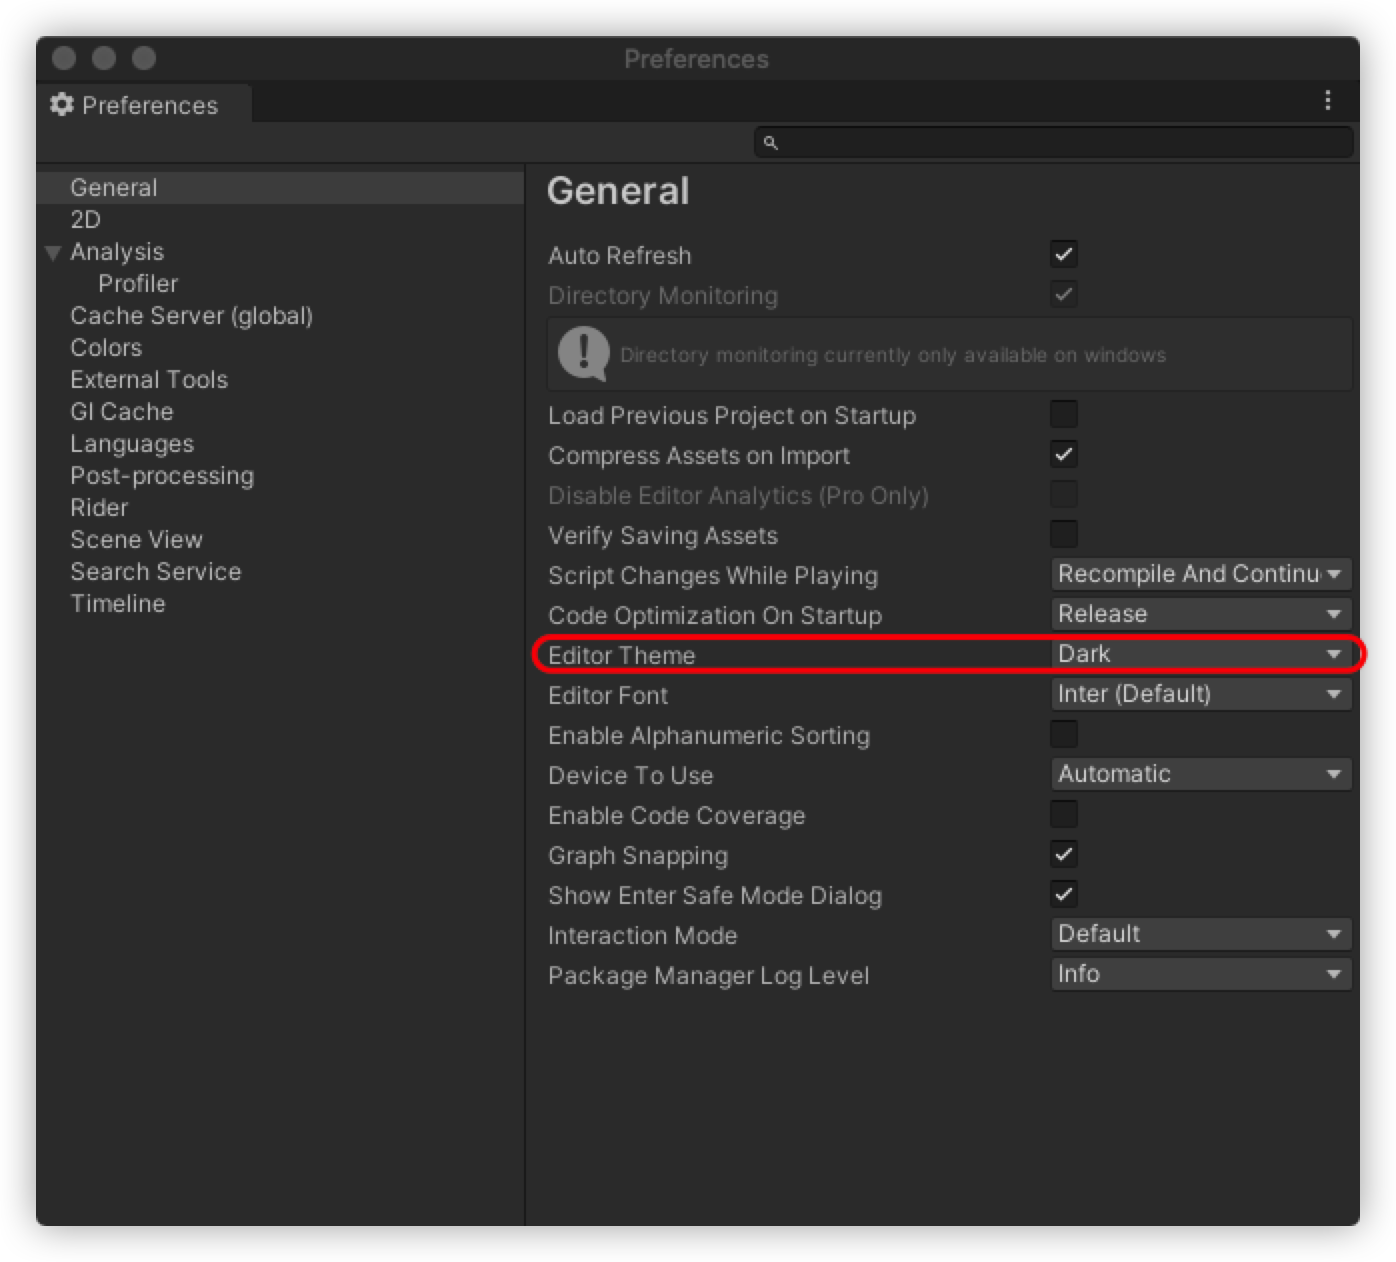 Preferences
Preferences
General
2D
Analysis
Profiler
Cache Server (global)
Colors
External Tools
GI Cache
Languages
Post-processing
Rider
Scene View
Search Service
Timeline
General
Auto Refresh
Directory Monitoring
Directory monitoring currently only available on windows
Load Previous Project on Startup
Compress Assets on Import
Disable Editor Analytics (Pro Only)
Verify Saving Assets
Script Changes While Playing Recompile And Continu
Code Optimization On Startup Release
Editor Theme Dark
Editor Font Inter (Default)
Enable Alphanumeric Sorting
Device To Use Automatic
Enable Code Coverage
Graph Snapping
Show Enter Safe Mode Dialog
Interaction Mode Default
Package Manager Log Level Info